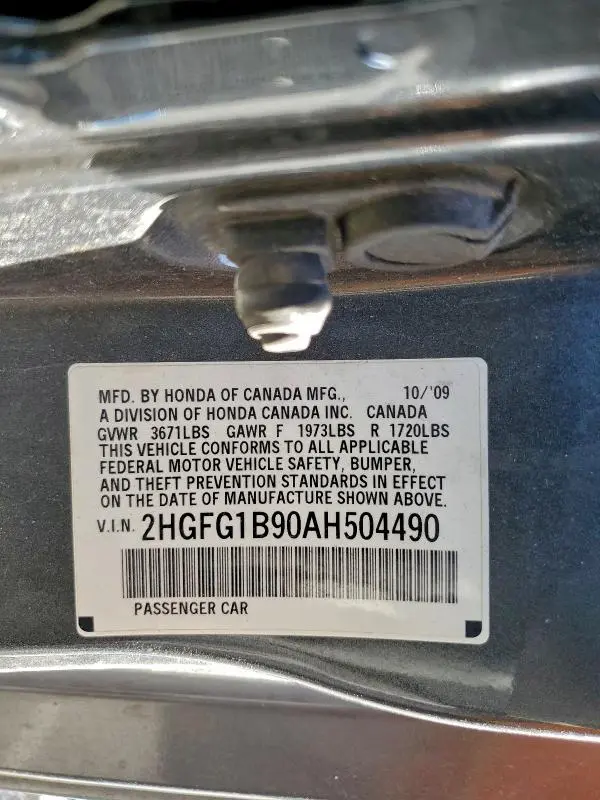 MFD. BY HONDA OF CANADA MFG., 10/'09
A DIVISION OF HONDA CANADA INC. CANADA
GVWR 3671LBS GAWR F 1973LBS R 1720LBS
THIS VEHICLE CONFORMS TO ALL APPLICABLE
FEDERAL MOTOR VEHICLE SAFETY, BUMPER,
AND THEFT PREVENTION STANDARDS IN EFFECT
ON THE DATE OF MANUFACTURE SHOWN ABOVE.
V.I.N. 2HGFG1B90AH504490
PASSENGER CAR